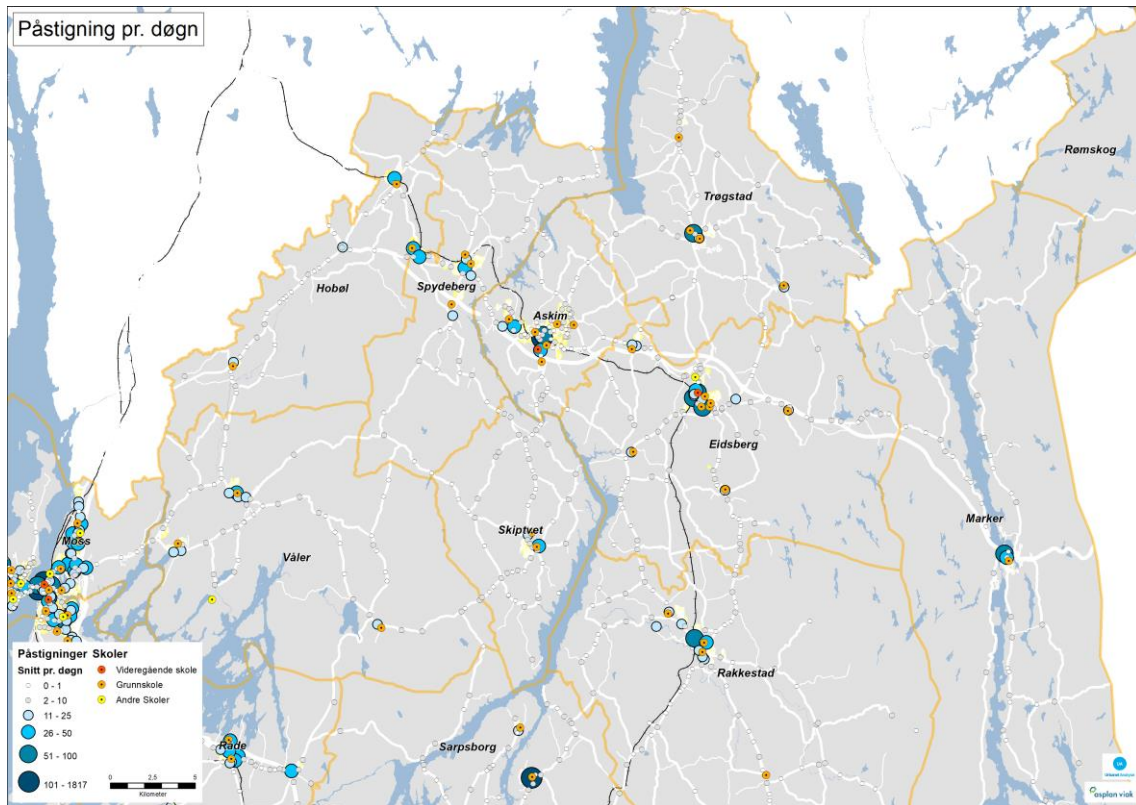 Påstigning pr. døgn
Rømskog
Trøgstad
Hobøl
Spydeberg
Askim
Eidsberg
Marker
Moss
Skiptvet
Våler
Rakkestad
Råde
Sarpsborg
Påstigninger Skoler
Snitt pr. døgn
Videregående skole
0 - 1
Grunnskole
2 - 10
Andre Skoler
11 - 25
26 - 50
51 - 100
101 - 1817
0 2,5 5
Kilometer
UA
asplan viak